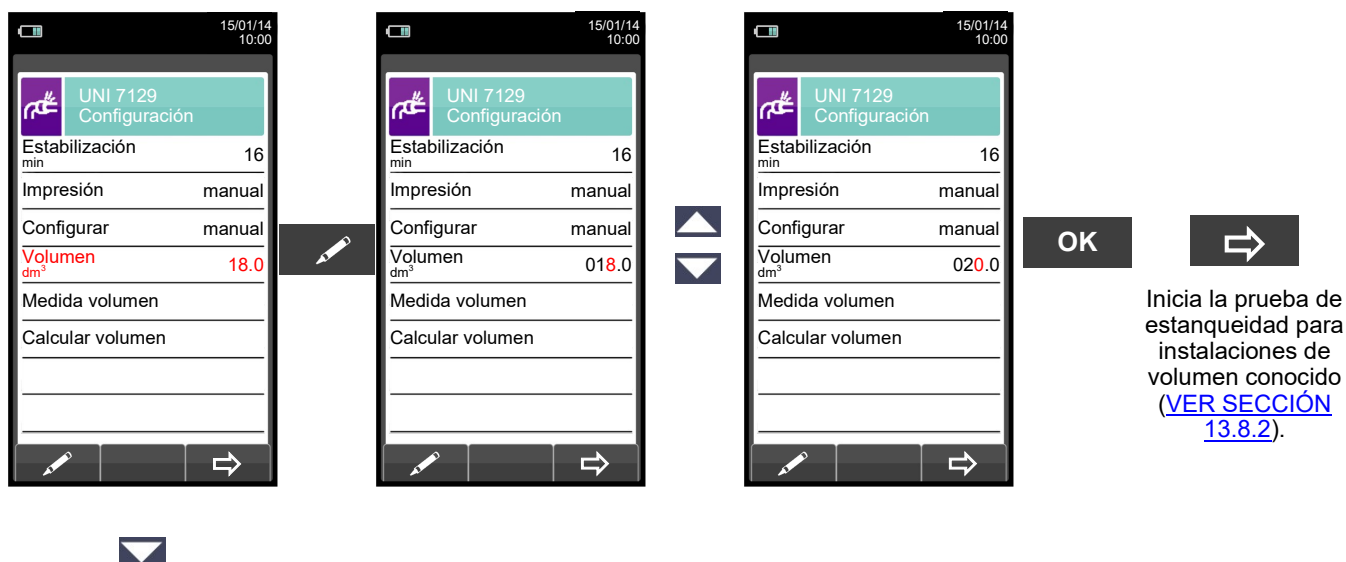 15/01/14
10:00
UNI 7129
Configuración
Estabilización
min
16
Impresión manual
Configurar manual
Volumen
dm³
18.0
Medida volumen
Calcular volumen
15/01/14
10:00
UNI 7129
Configuración
Estabilización
min
16
Impresión manual
Configurar manual
Volumen
dm³
018.0
Medida volumen
Calcular volumen
15/01/14
10:00
UNI 7129
Configuración
Estabilización
min
16
Impresión manual
Configurar manual
Volumen
dm³
020.0
Medida volumen
Calcular volumen
OK
Inicia la prueba de
estanqueidad para
instalaciones de
volumen conocido
(VER SECCIÓN
13.8.2).